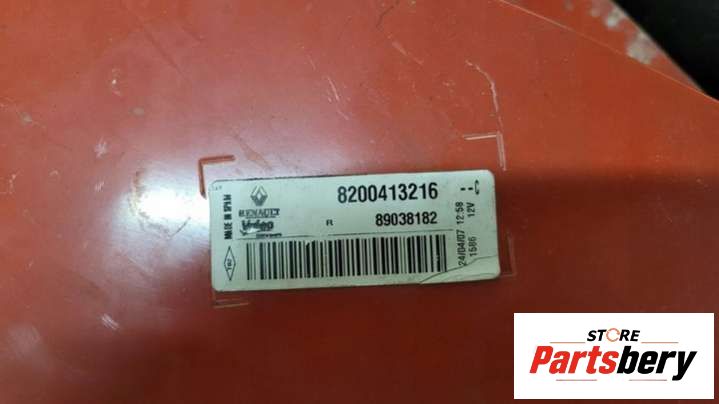 MADE IN SPAIN
RENAULT
Valeo
8200413216
R 89038182
24/04/07 12:58
1586 12V
STORE
Partsbery